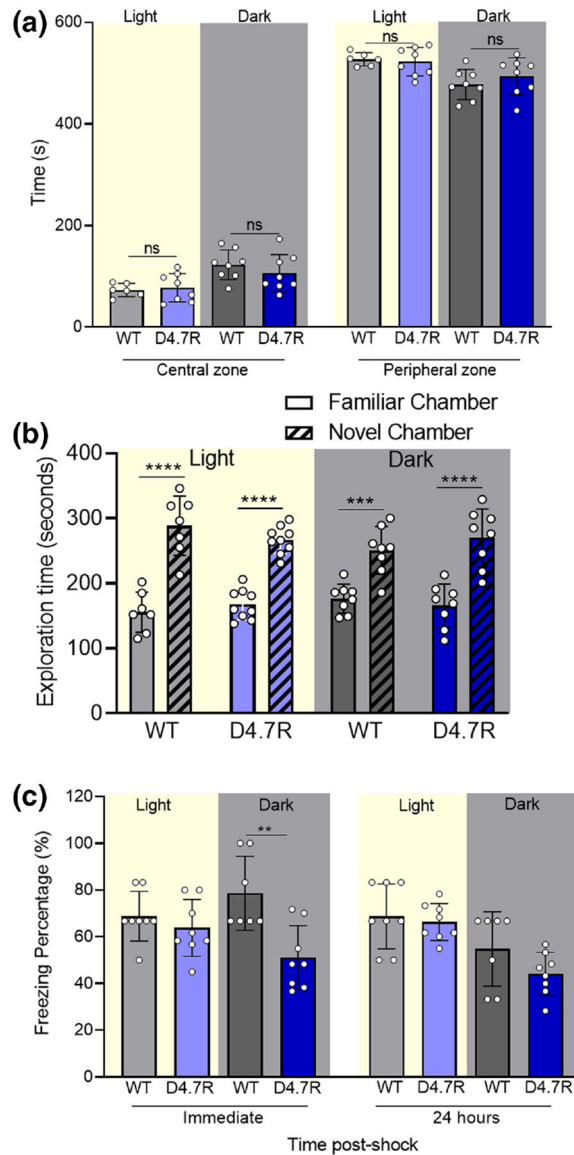 (a)
Light
Dark
Light
Dark
600
400
200
0
Time (s)
ns
ns
ns
ns
WT
D4.7R
WT
D4.7R
WT
D4.7R
WT
D4.7R
Central zone
Peripheral zone
Familiar Chamber
Novel Chamber
(b)
Light
Dark
400
300
200
100
0
Exploration time (seconds)
****
****
***
****
WT
D4.7R
WT
D4.7R
(c)
Light
Dark
Light
Dark
120
100
80
60
40
20
0
Freezing Percentage (%)
**
WT
D4.7R
WT
D4.7R
WT
D4.7R
WT
D4.7R
Immediate
24 hours
Time post-shock